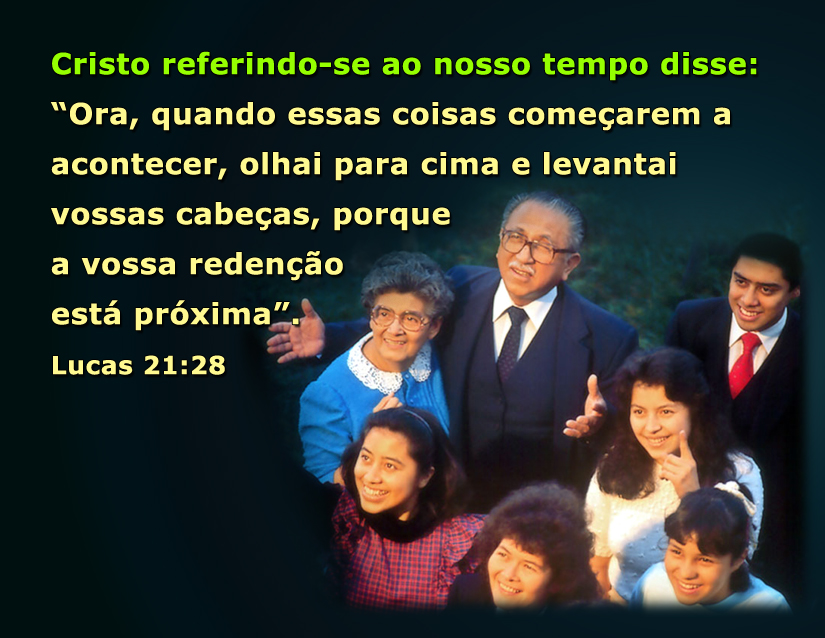 Cristo referindo-se ao nosso tempo disse:
“Ora, quando essas coisas começarem a
acontecer, olhai para cima e levantai
vossas cabeças, porque
a vossa redenção
está próxima”.
Lucas 21:28